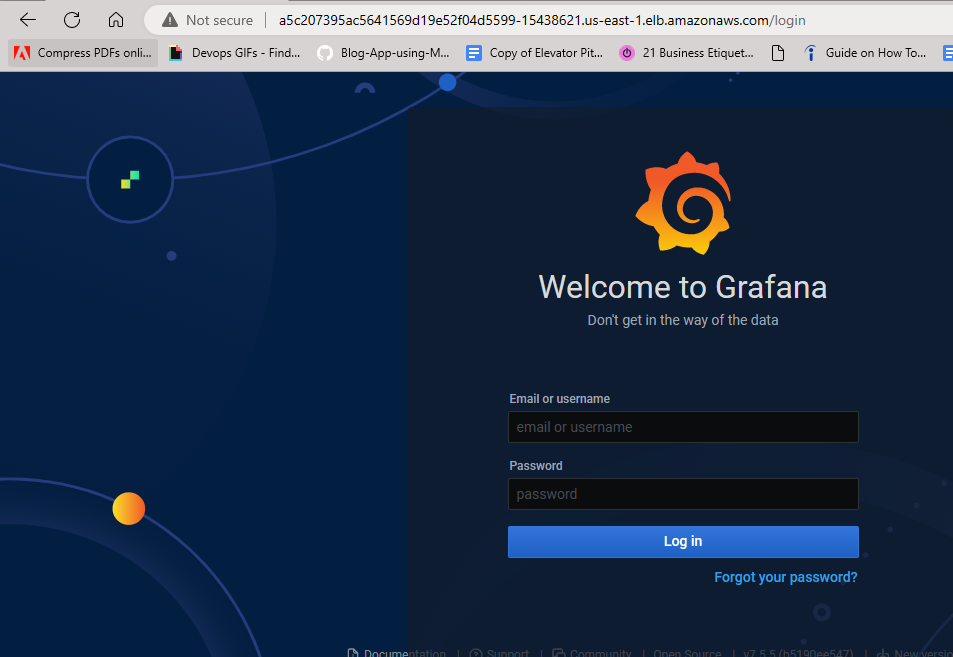 Not secure | a5c207395ac5641569d19e52f04d5599-15438621.us-east-1.elb.amazonaws.com/login
Compress PDFs onli... Devops GIFs - Find... Blog-App-using-M... Copy of Elevator Pit... 21 Business Etiquet... Guide on How To...
Welcome to Grafana
Don't get in the way of the data
Email or username
email or username
Password
password
Log in
Forgot your password?
Documentation | Support | Community | Open Source | v7.5.5 (b5190ee547) | New versio